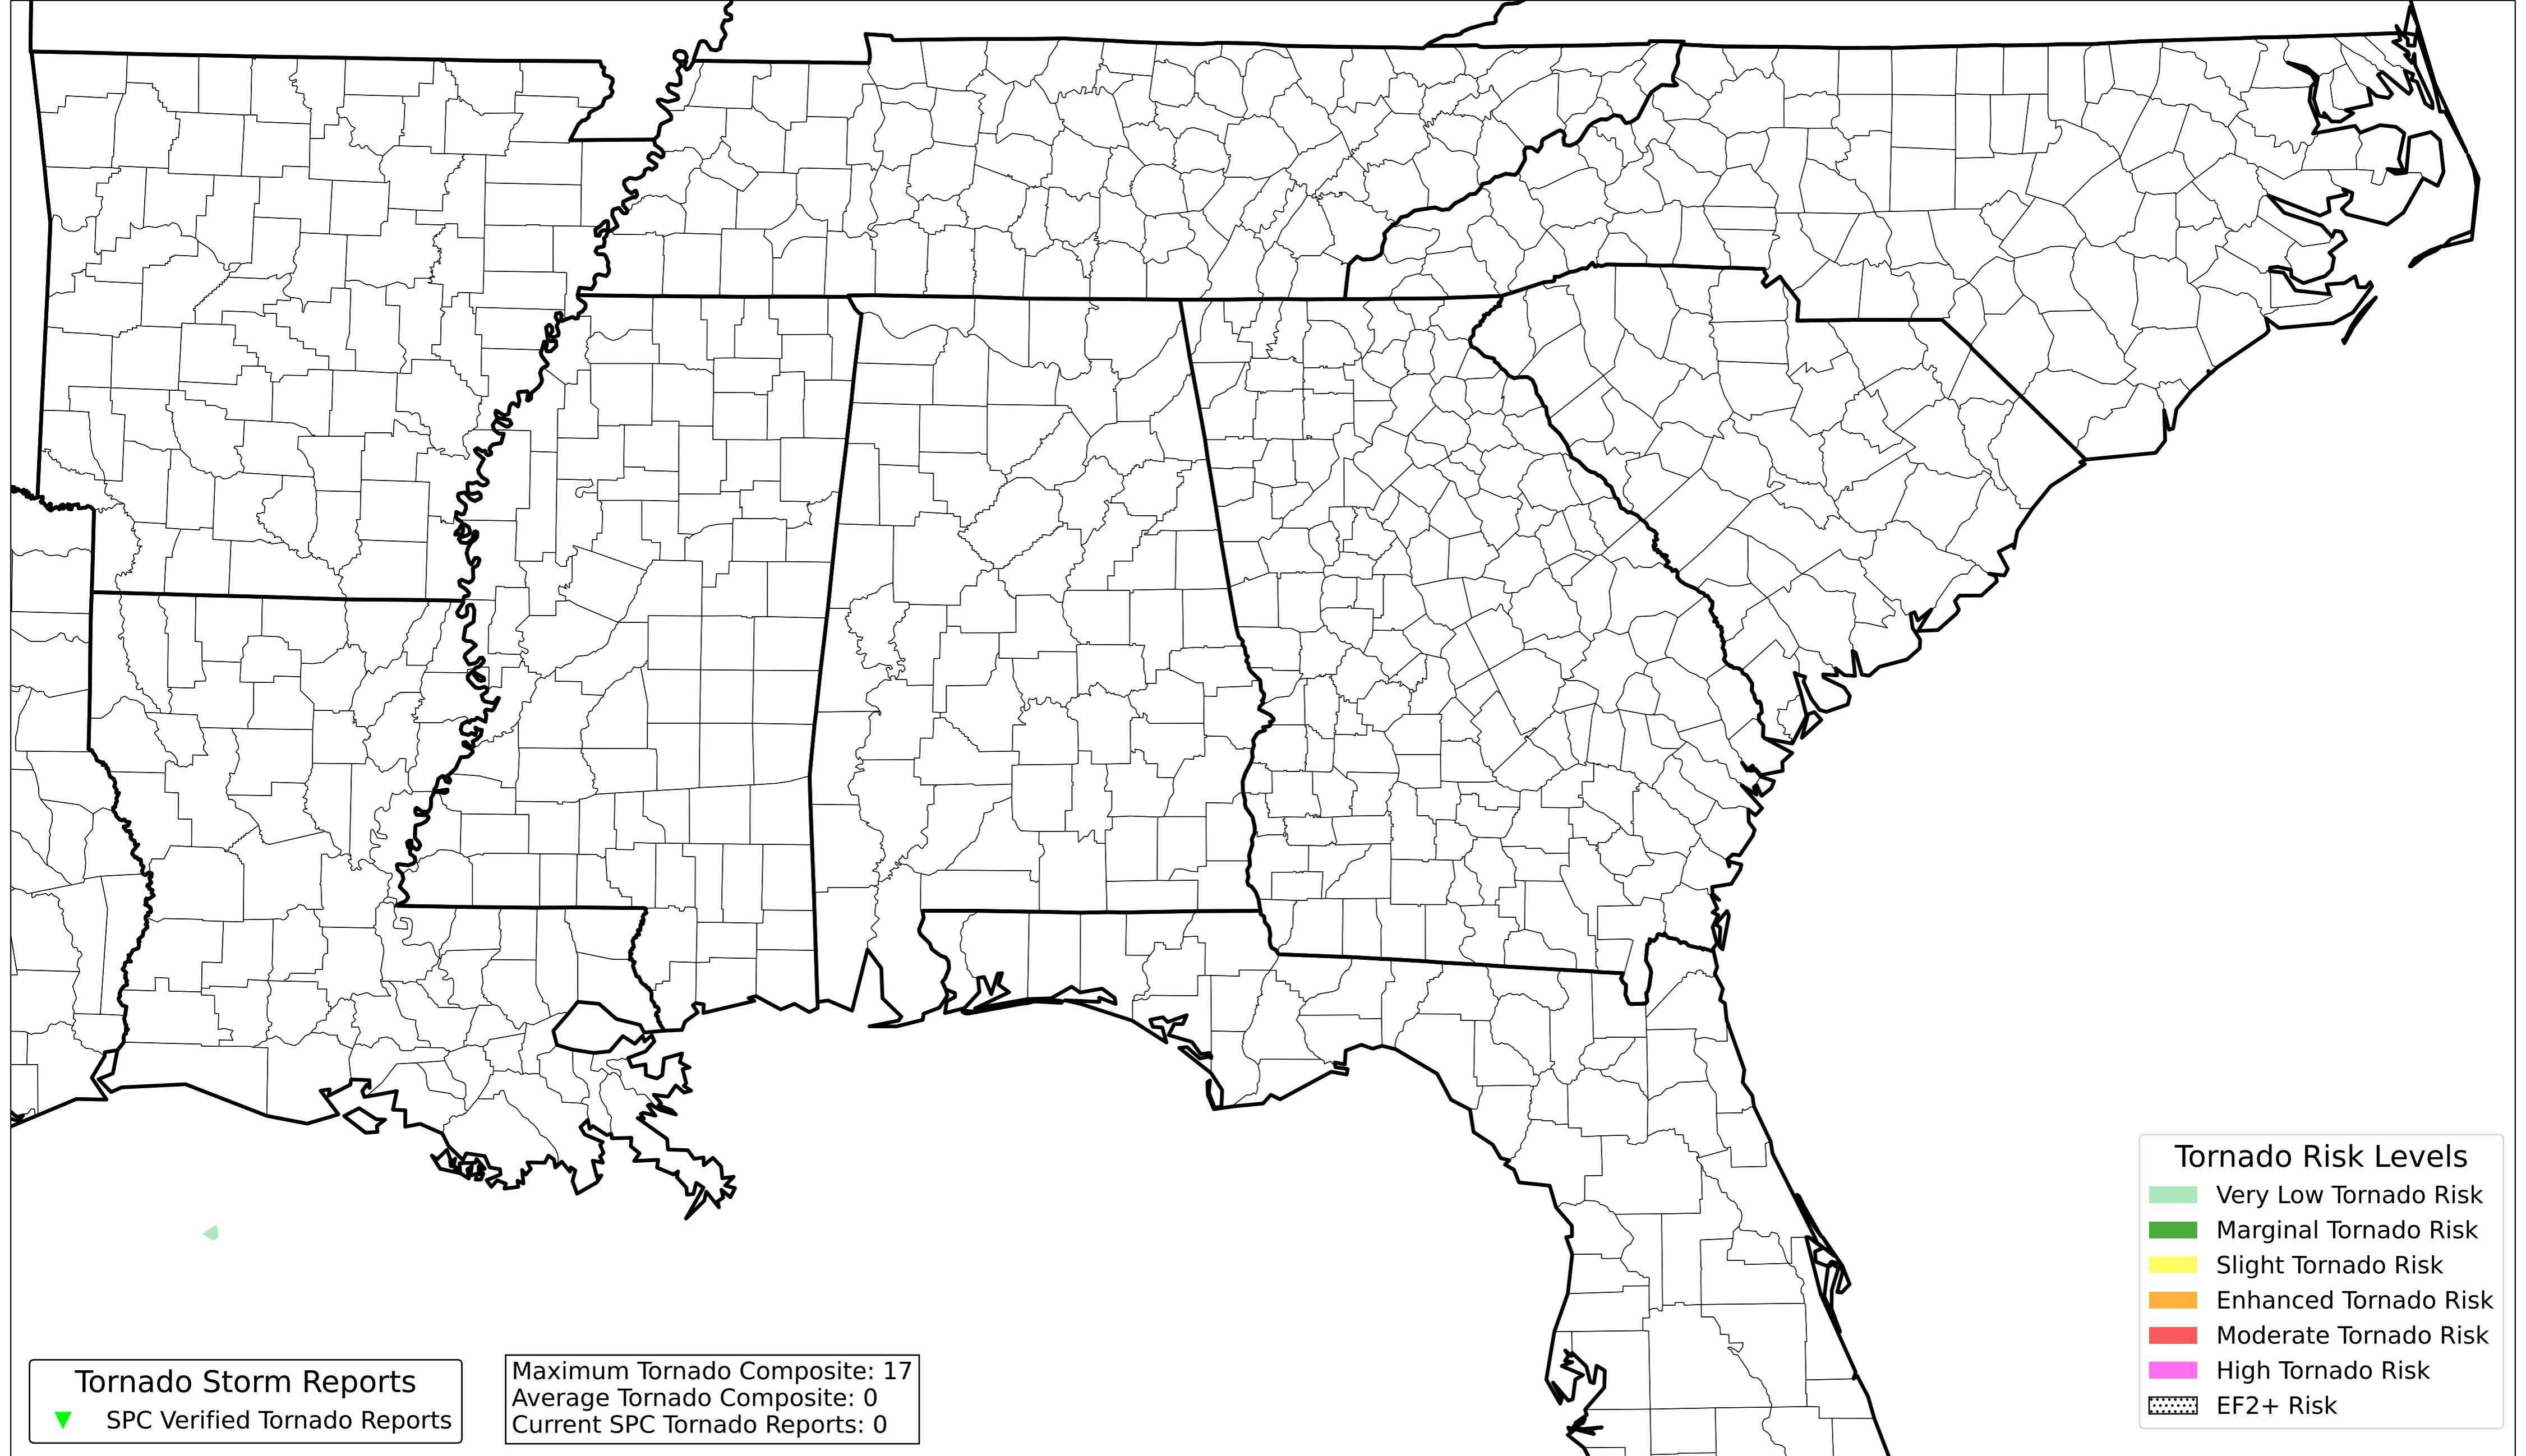 Tornado Risk Levels
Very Low Tornado Risk
Marginal Tornado Risk
Slight Tornado Risk
Enhanced Tornado Risk
Moderate Tornado Risk
High Tornado Risk
EF2+ Risk
Tornado Storm Reports
SPC Verified Tornado Reports
Maximum Tornado Composite: 17
Average Tornado Composite: 0
Current SPC Tornado Reports: 0